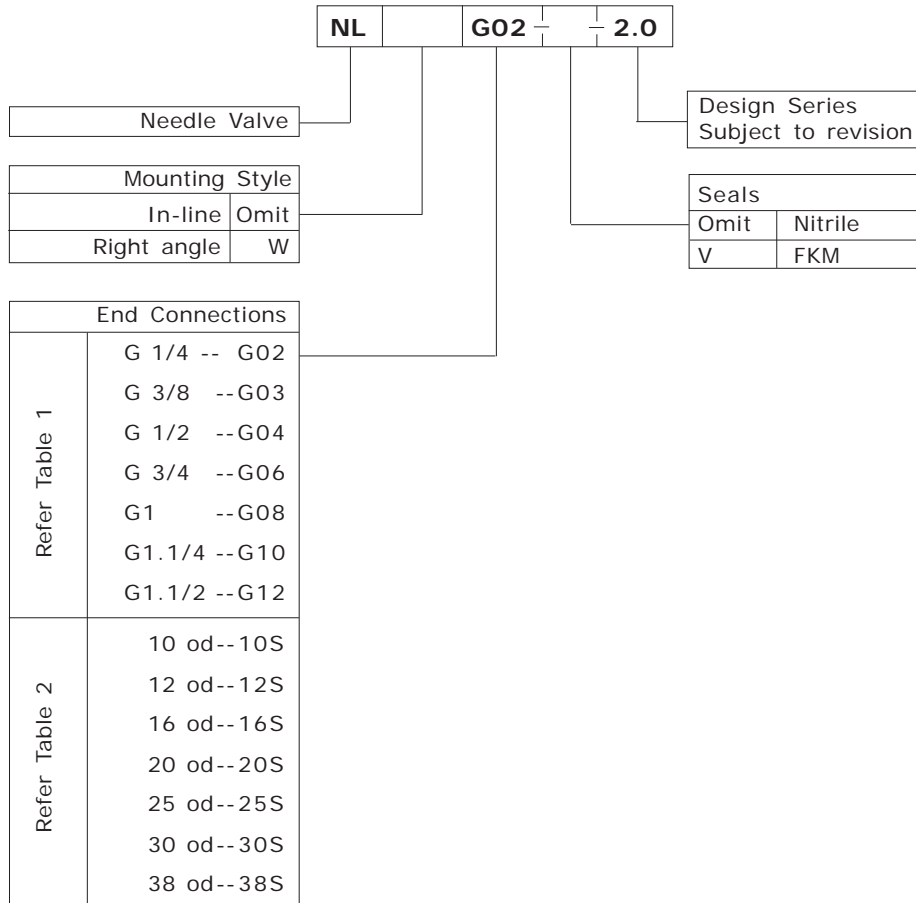 NL G02 - - 2.0
Needle Valve
Design Series
Subject to revision
Mounting Style
In-line Omit
Right angle W
Seals
Omit Nitrile
V FKM
End Connections
Refer Table 1
G 1/4 -- G02
G 3/8 --G03
G 1/2 --G04
G 3/4 --G06
G1 --G08
G1.1/4 --G10
G1.1/2 --G12
Refer Table 2
10 od--10S
12 od--12S
16 od--16S
20 od--20S
25 od--25S
30 od--30S
38 od--38S